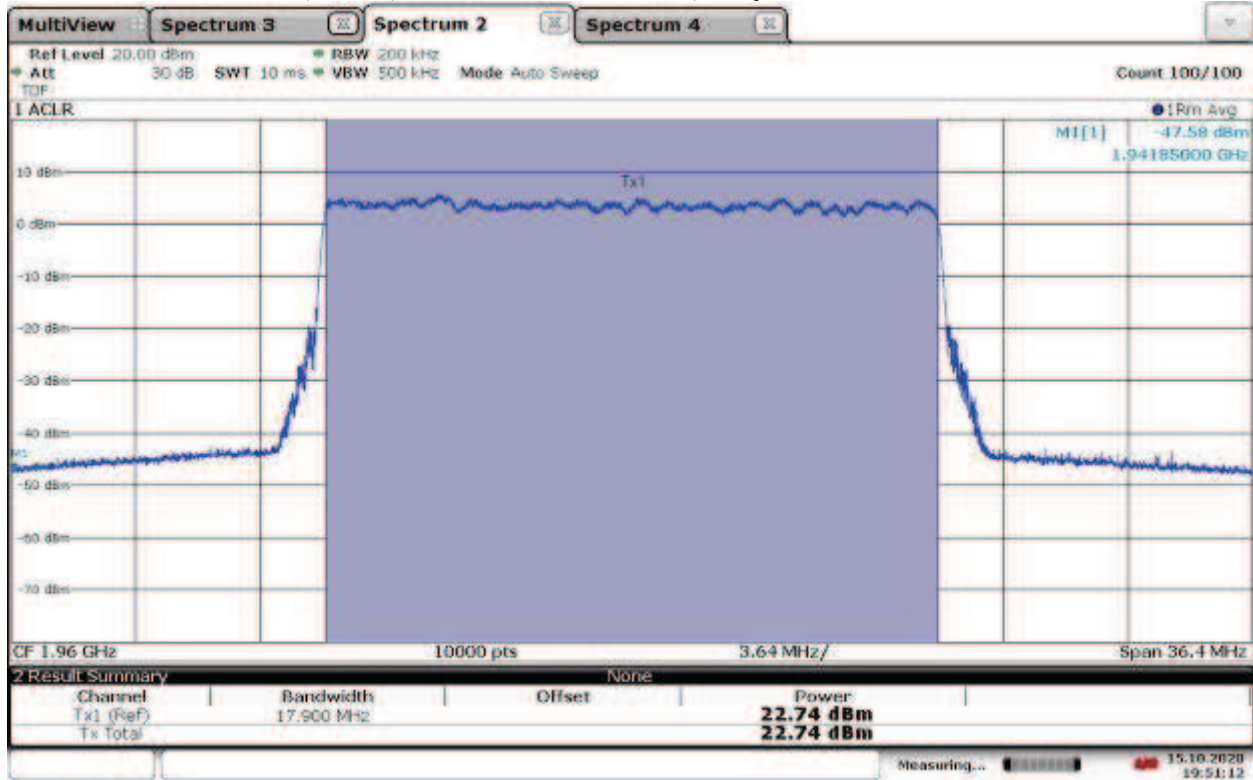 MultiView Spectrum 3 Spectrum 2 Spectrum 4
Ref Level 20.00 dBm RBW 200 kHz
Att 30 dB SWT 10 ms VBW 500 kHz Mode Auto Sweep Count 100/100
TDF
1 ACLR 1Rm Avg
M1[1] -47.58 dBm
1.94185000 GHz
10 dBm
Tx1
0 dBm
-10 dBm
-20 dBm
-30 dBm
-40 dBm
M1
-50 dBm
-60 dBm
-70 dBm
CF 1.96 GHz 10000 pts 3.64 MHz/ Span 36.4 MHz
2 Result Summary None
Channel Bandwidth Offset Power
Tx1 (Ref) 17.900 MHz 22.74 dBm
Tx Total 22.74 dBm
Measuring... 15.10.2020
19:51:12